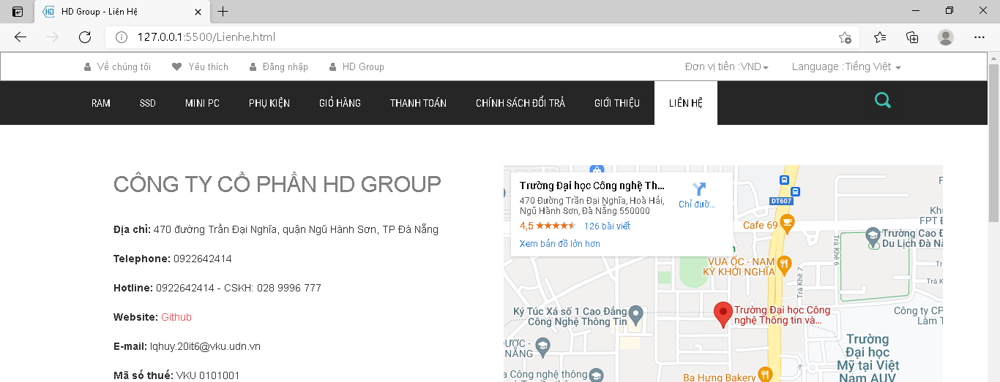 HD Group - Liên Hệ
127.0.0.1:5500/Lienhe.html
Về chúng tôi Yêu thích Đăng nhập HD Group Đơn vị tiền :VND Language :Tiếng Việt
RAM SSD MINI PC PHỤ KIỆN GIỎ HÀNG THANH TOÁN CHÍNH SÁCH ĐỔI TRẢ GIỚI THIỆU LIÊN HỆ
CÔNG TY CỔ PHẦN HD GROUP
Địa chỉ: 470 đường Trần Đại Nghĩa, quận Ngũ Hành Sơn, TP Đà Nẵng
Telephone: 0922642414
Hotline: 0922642414 - CSKH: 028 9996 777
Website: Github
E-mail: lqhuy.20it6@vku.udn.vn
Mã số thuế: VKU 0101001
Trường Đại học Công nghệ Th...
470 Đường Trần Đại Nghĩa, Hoà Hải,
Ngũ Hành Sơn, Đà Nẵng 550000
4,5 126 bài viết
Xem bản đồ lớn hơn
Chỉ đườ...
DT607
Cafe 69
VUA ỐC - NAM
KỲ KHỞI NGHĨA
Khu
FPT Đ
Trường Cao Đẳ
Du Lịch Đà Nẵ
Trà Khê 6
Trà Khê 7
Trà K
Ký Túc Xá số 1 Cao Đẳng
Công Nghệ Thông Tin
Trường Đại học Công
nghệ Thông tin và...
Công ty CP
Lâm T
DƯỢC -
NẴNG
Trường
Đại học
Mỹ tại Việt
Nam AUV
a Công nghệ thông
Ba Hưng Bakery